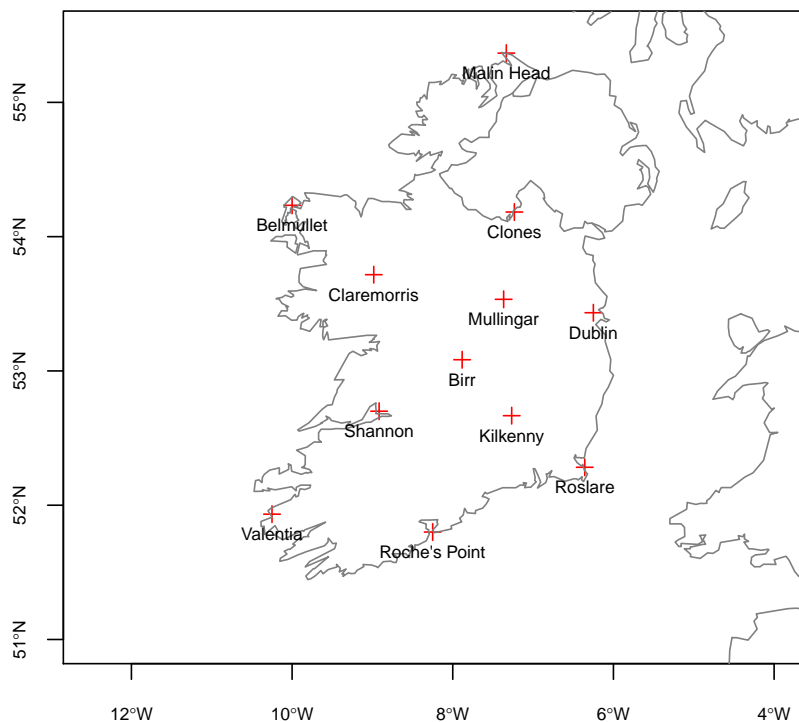 55°N
54°N
53°N
52°N
51°N
Malin Head
Belmullet
Clones
Claremorris
Mullingar
Dublin
Birr
Shannon
Kilkenny
Roslare
Valentia
Roche's Point
12°W
10°W
8°W
6°W
4°W